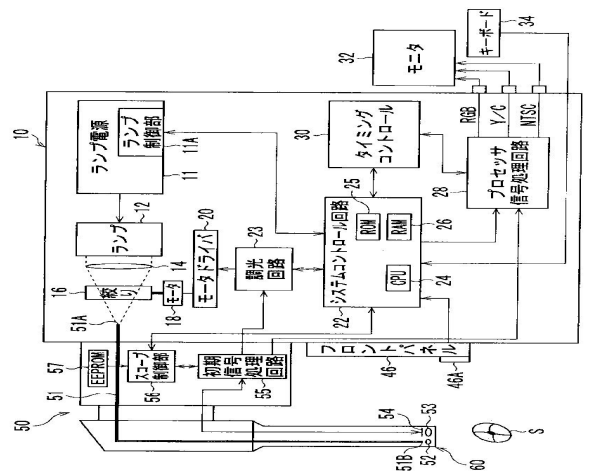 50
51
57
EEPROM
スコープ
制御部
56
初期
信号
処理
回路
55
51A
16
絞り
14
ランプ
12
ランプ電源
ランプ
制御部
11A
11
10
モータ
18
モータドライバ
20
調光
回路
23
システムコントロール回路
22
ROM
25
RAM
26
CPU
24
タイミング
コントロール
30
プロセッサ
信号処理回路
28
RGB
Y/C
NTSC
モニタ
32
キーボード
34
フロントパネル
46
46A
54
53
52
51B
60
S